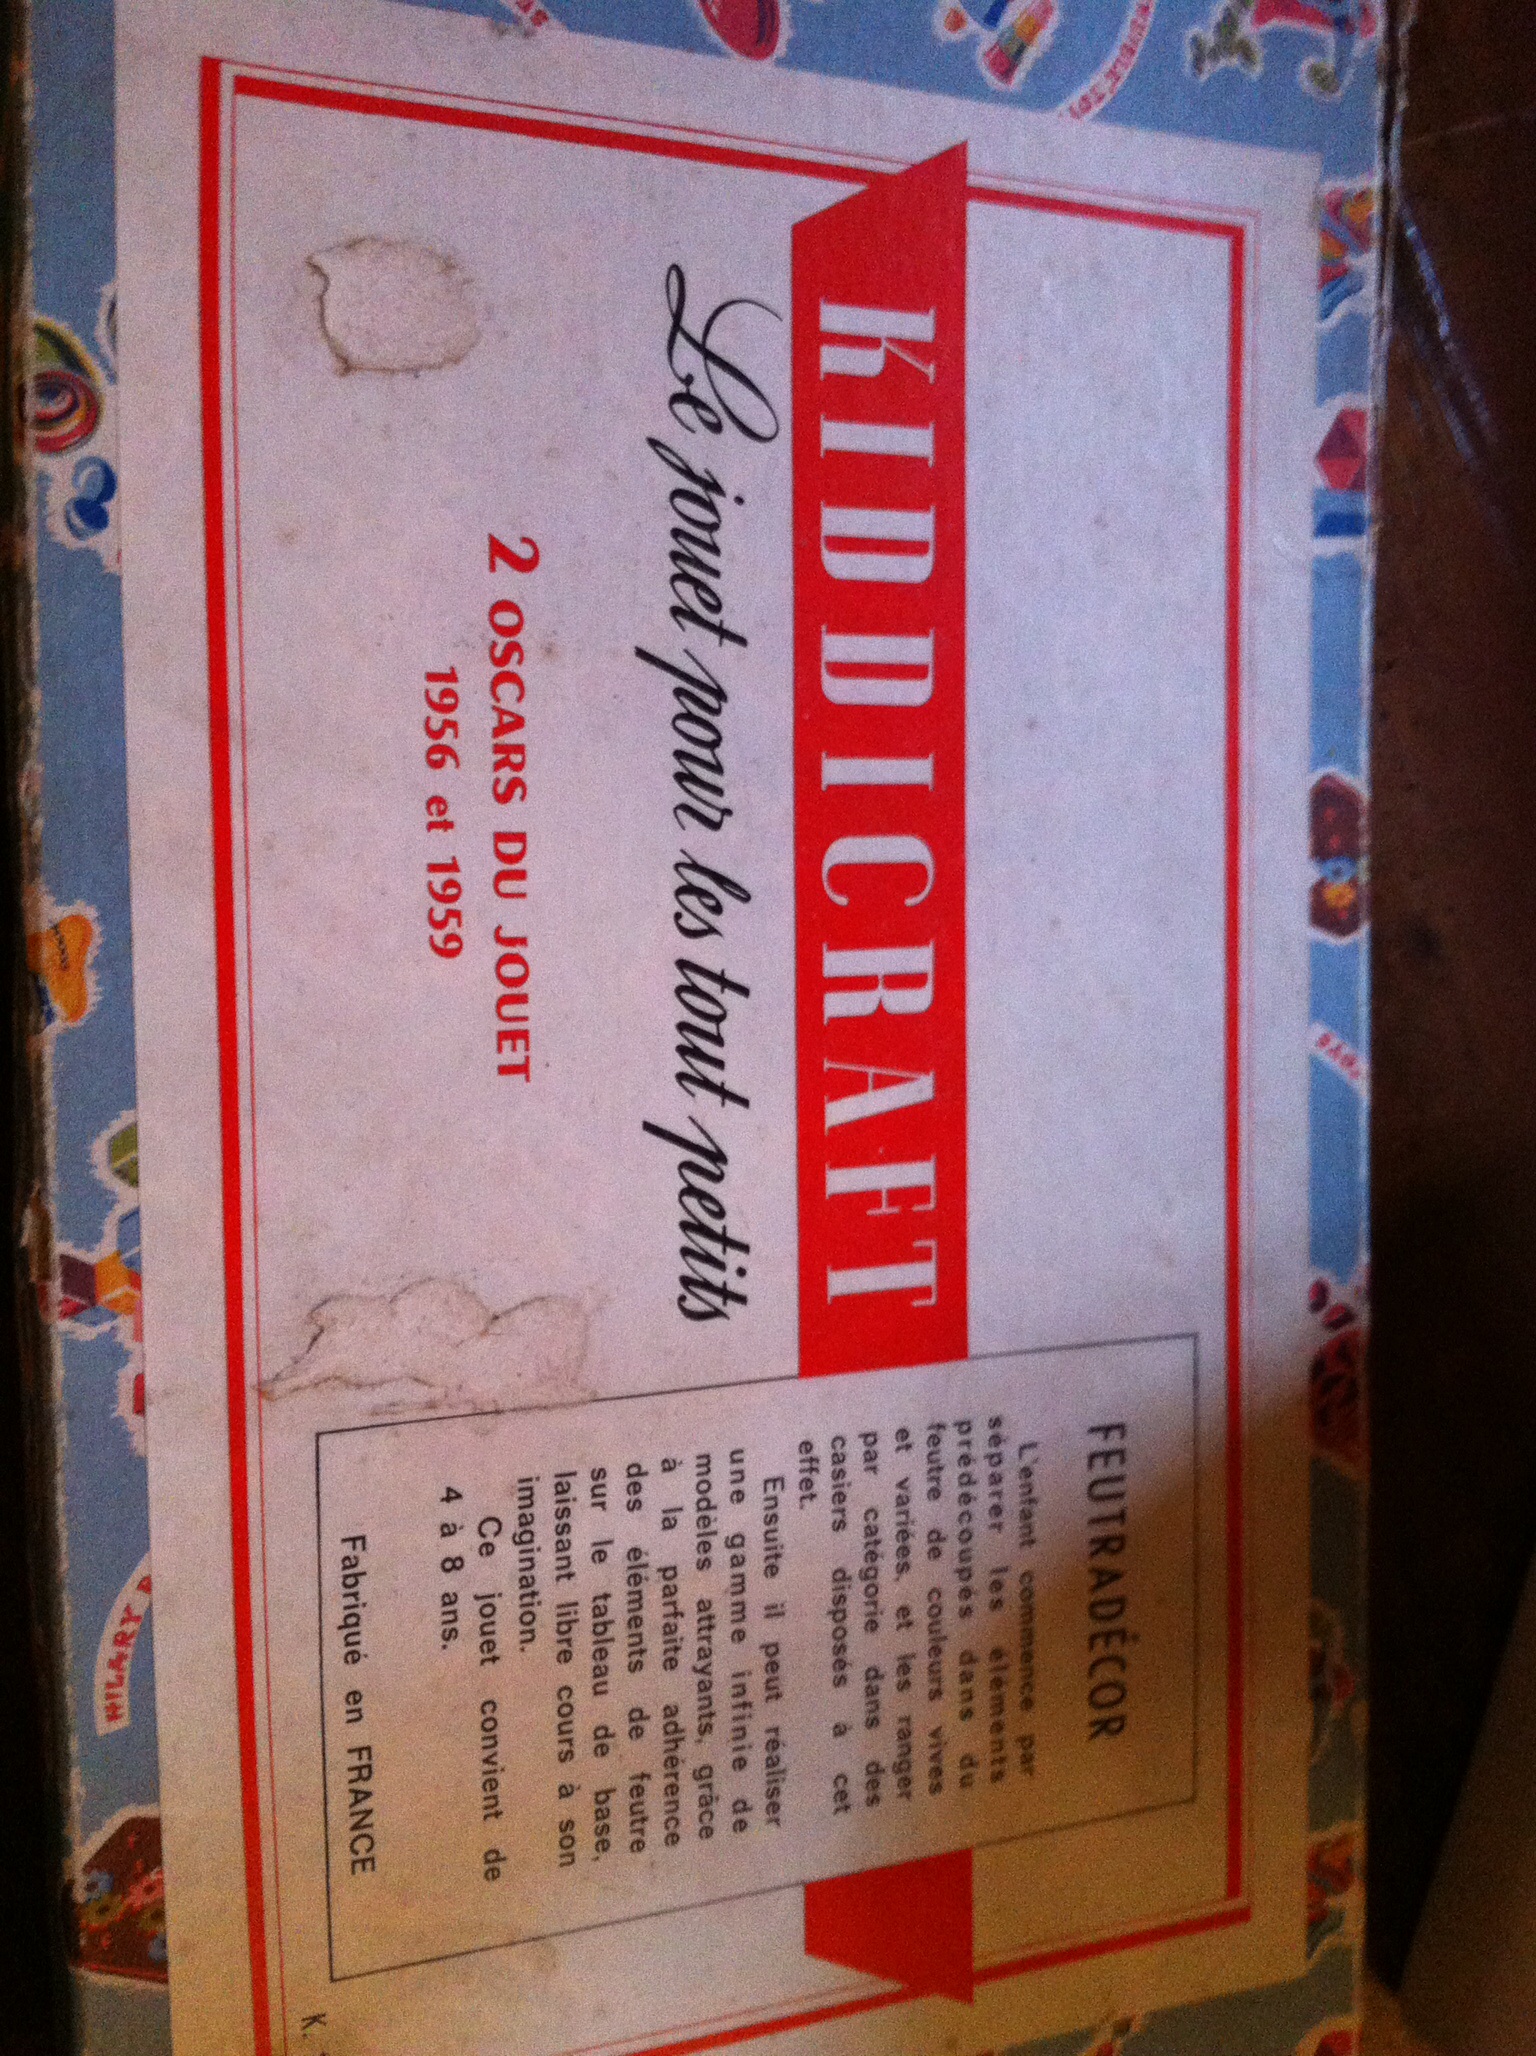 KIDDICRAFT
Le jouet pour les tout petits
2 OSCARS DU JOUET
1956 et 1959
FEUTRADÉCOR
L'enfant commence par
séparer les éléments
prédécoupés dans du
feutre de couleurs vives
et variées, et les ranger
par catégorie dans des
casiers disposés à cet
effet.
Ensuite il peut réaliser
une gamme infinie de
modèles attrayants, grâce
à la parfaite adhérence
des éléments de feutre
sur le tableau de base,
laissant libre cours à son
imagination.
Ce jouet convient de
4 à 8 ans.
Fabriqué en FRANCE
K.
HILARY
TOYS